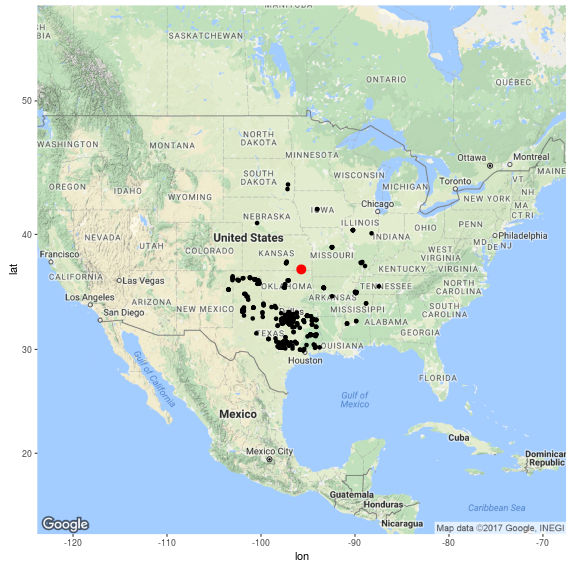 MANITOBA
BIA
SASKATCHEWAN
ONTARIO
QUÉBEC
50
WASHINGTON
MONTANA
NORTH
DAKOTA
MINNESOTA
Ottawa
Montreal
OREGON
IDAHO
SOUTH
DAKOTA
WISCONSIN
MICHIGAN
Toronto
VT
MAINE
WYOMING
NH
NEW YORK
MA
CT RI
IOWA
Chicago
NEBRASKA
ILLINOIS
INDIANA
OHIO
PENN
Philadelphia
40
lat
NEVADA
UTAH
COLORADO
United States
KANSAS
MISSOURI
WEST
VIRGINIA
MD
DE
NJ
Francisco
CALIFORNIA
Las Vegas
KENTUCKY
VIRGINIA
Los Angeles
ARIZONA
NEW MEXICO
OKLAHOMA
ARKANSAS
TENNESSEE
NORTH
CAROLINA
San Diego
Dallas
MISSISSIPPI
SOUTH
CAROLINA
TEXAS
ALABAMA
GEORGIA
30
LOUISIANA
Houston
FLORIDA
Gulf of
California
Gulf of
Mexico
Mexico
Cuba
20
Mexico City
Dominican
Republic
Guatemala
Honduras
Caribbean Sea
Nicaragua
Google
Map data ©2017 Google, INEGI
-120
-110
-100
-90
-80
-70
lon